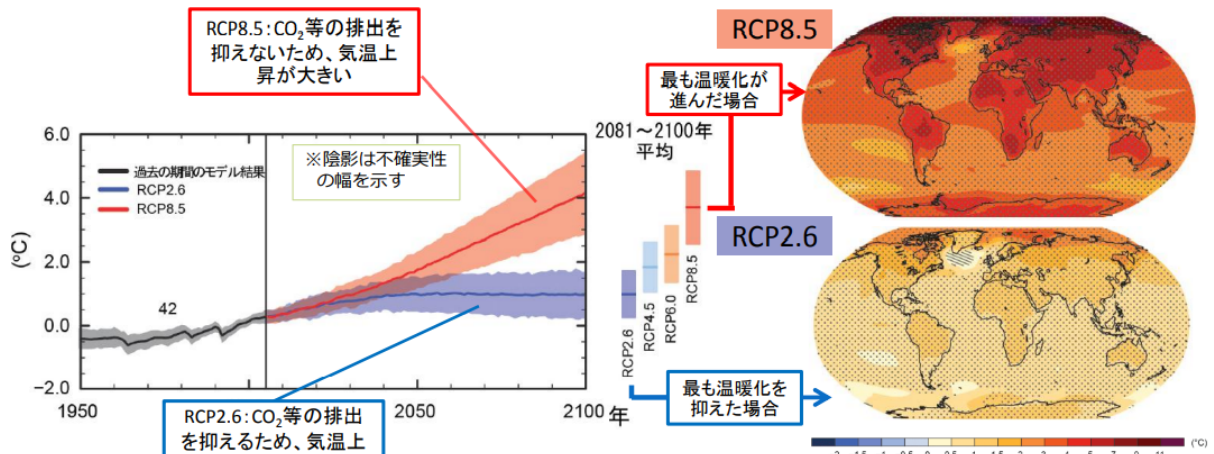 RCP8.5:CO₂等の排出を
抑えないため、気温上
昇が大きい
6.0
4.0
2.0
0.0
−2.0
(°C)
過去の期間のモデル結果
RCP2.6
RCP8.5
※陰影は不確実性
の幅を示す
42
1950
2050
2100
年
RCP2.6:CO₂等の排出
を抑えるため、気温上
2081~2100年
平均
RCP2.6
RCP4.5
RCP6.0
RCP8.5
最も温暖化が
進んだ場合
RCP8.5
RCP2.6
最も温暖化を
抑えた場合
(°C)